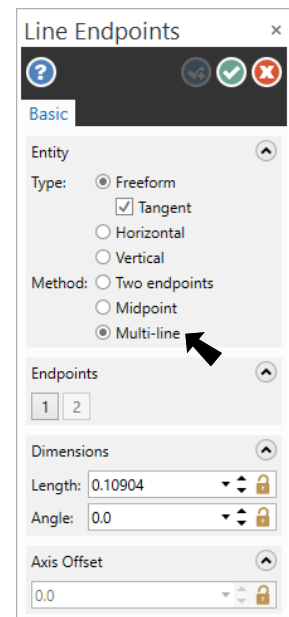 Line Endpoints ×
?
Basic
Entity
Type: Freeform
Tangent
Horizontal
Vertical
Method: Two endpoints
Midpoint
Multi-line
Endpoints
1 2
Dimensions
Length: 0.10904
Angle: 0.0
Axis Offset
0.0